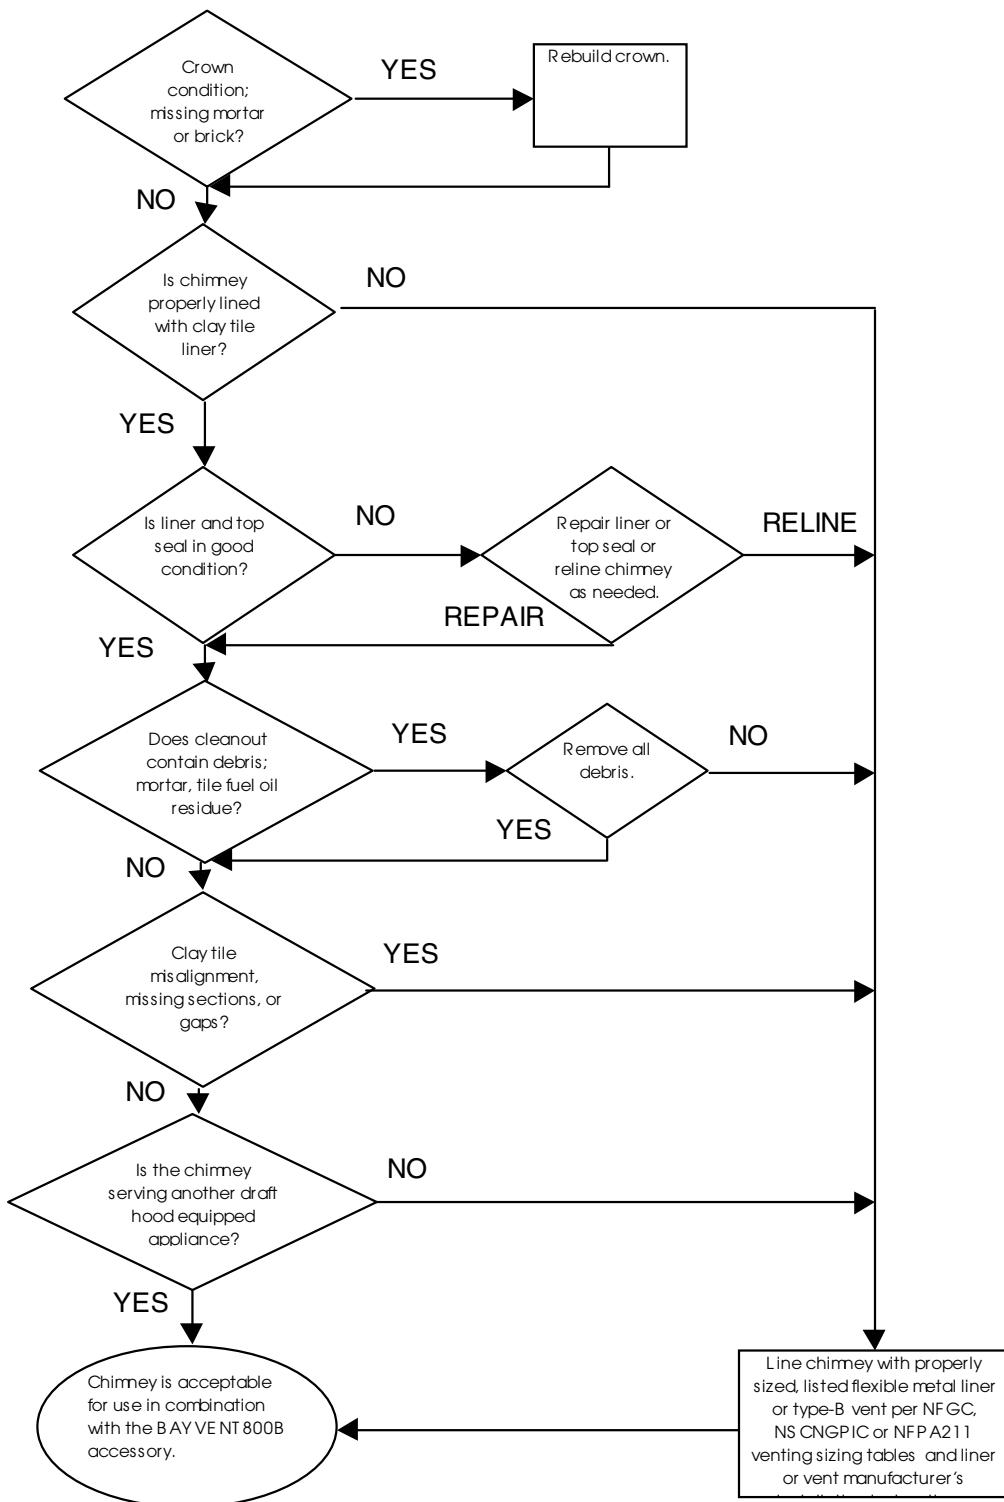 Crown
condition;
missing mortar
or brick?
YES
Rebuild crown.
NO
Is chimney
properly lined
with clay tile
liner?
NO
YES
Is liner and top
seal in good
condition?
NO
Repair liner or
top seal or
reline chimney
as needed.
RELINE
REPAIR
YES
Does cleanout
contain debris;
mortar, tile fuel oil
residue?
YES
Remove all
debris.
NO
YES
NO
Clay tile
misalignment,
missing sections, or
gaps?
YES
NO
Is the chimney
serving another draft
hood equipped
appliance?
NO
YES
Chimney is acceptable
for use in combination
with the BAYVENT800B
accessory.
Line chimney with properly
sized, listed flexible metal liner
or type-B vent per NFGC,
NSCNGPIC or NFPA211
venting sizing tables and liner
or vent manufacturer's